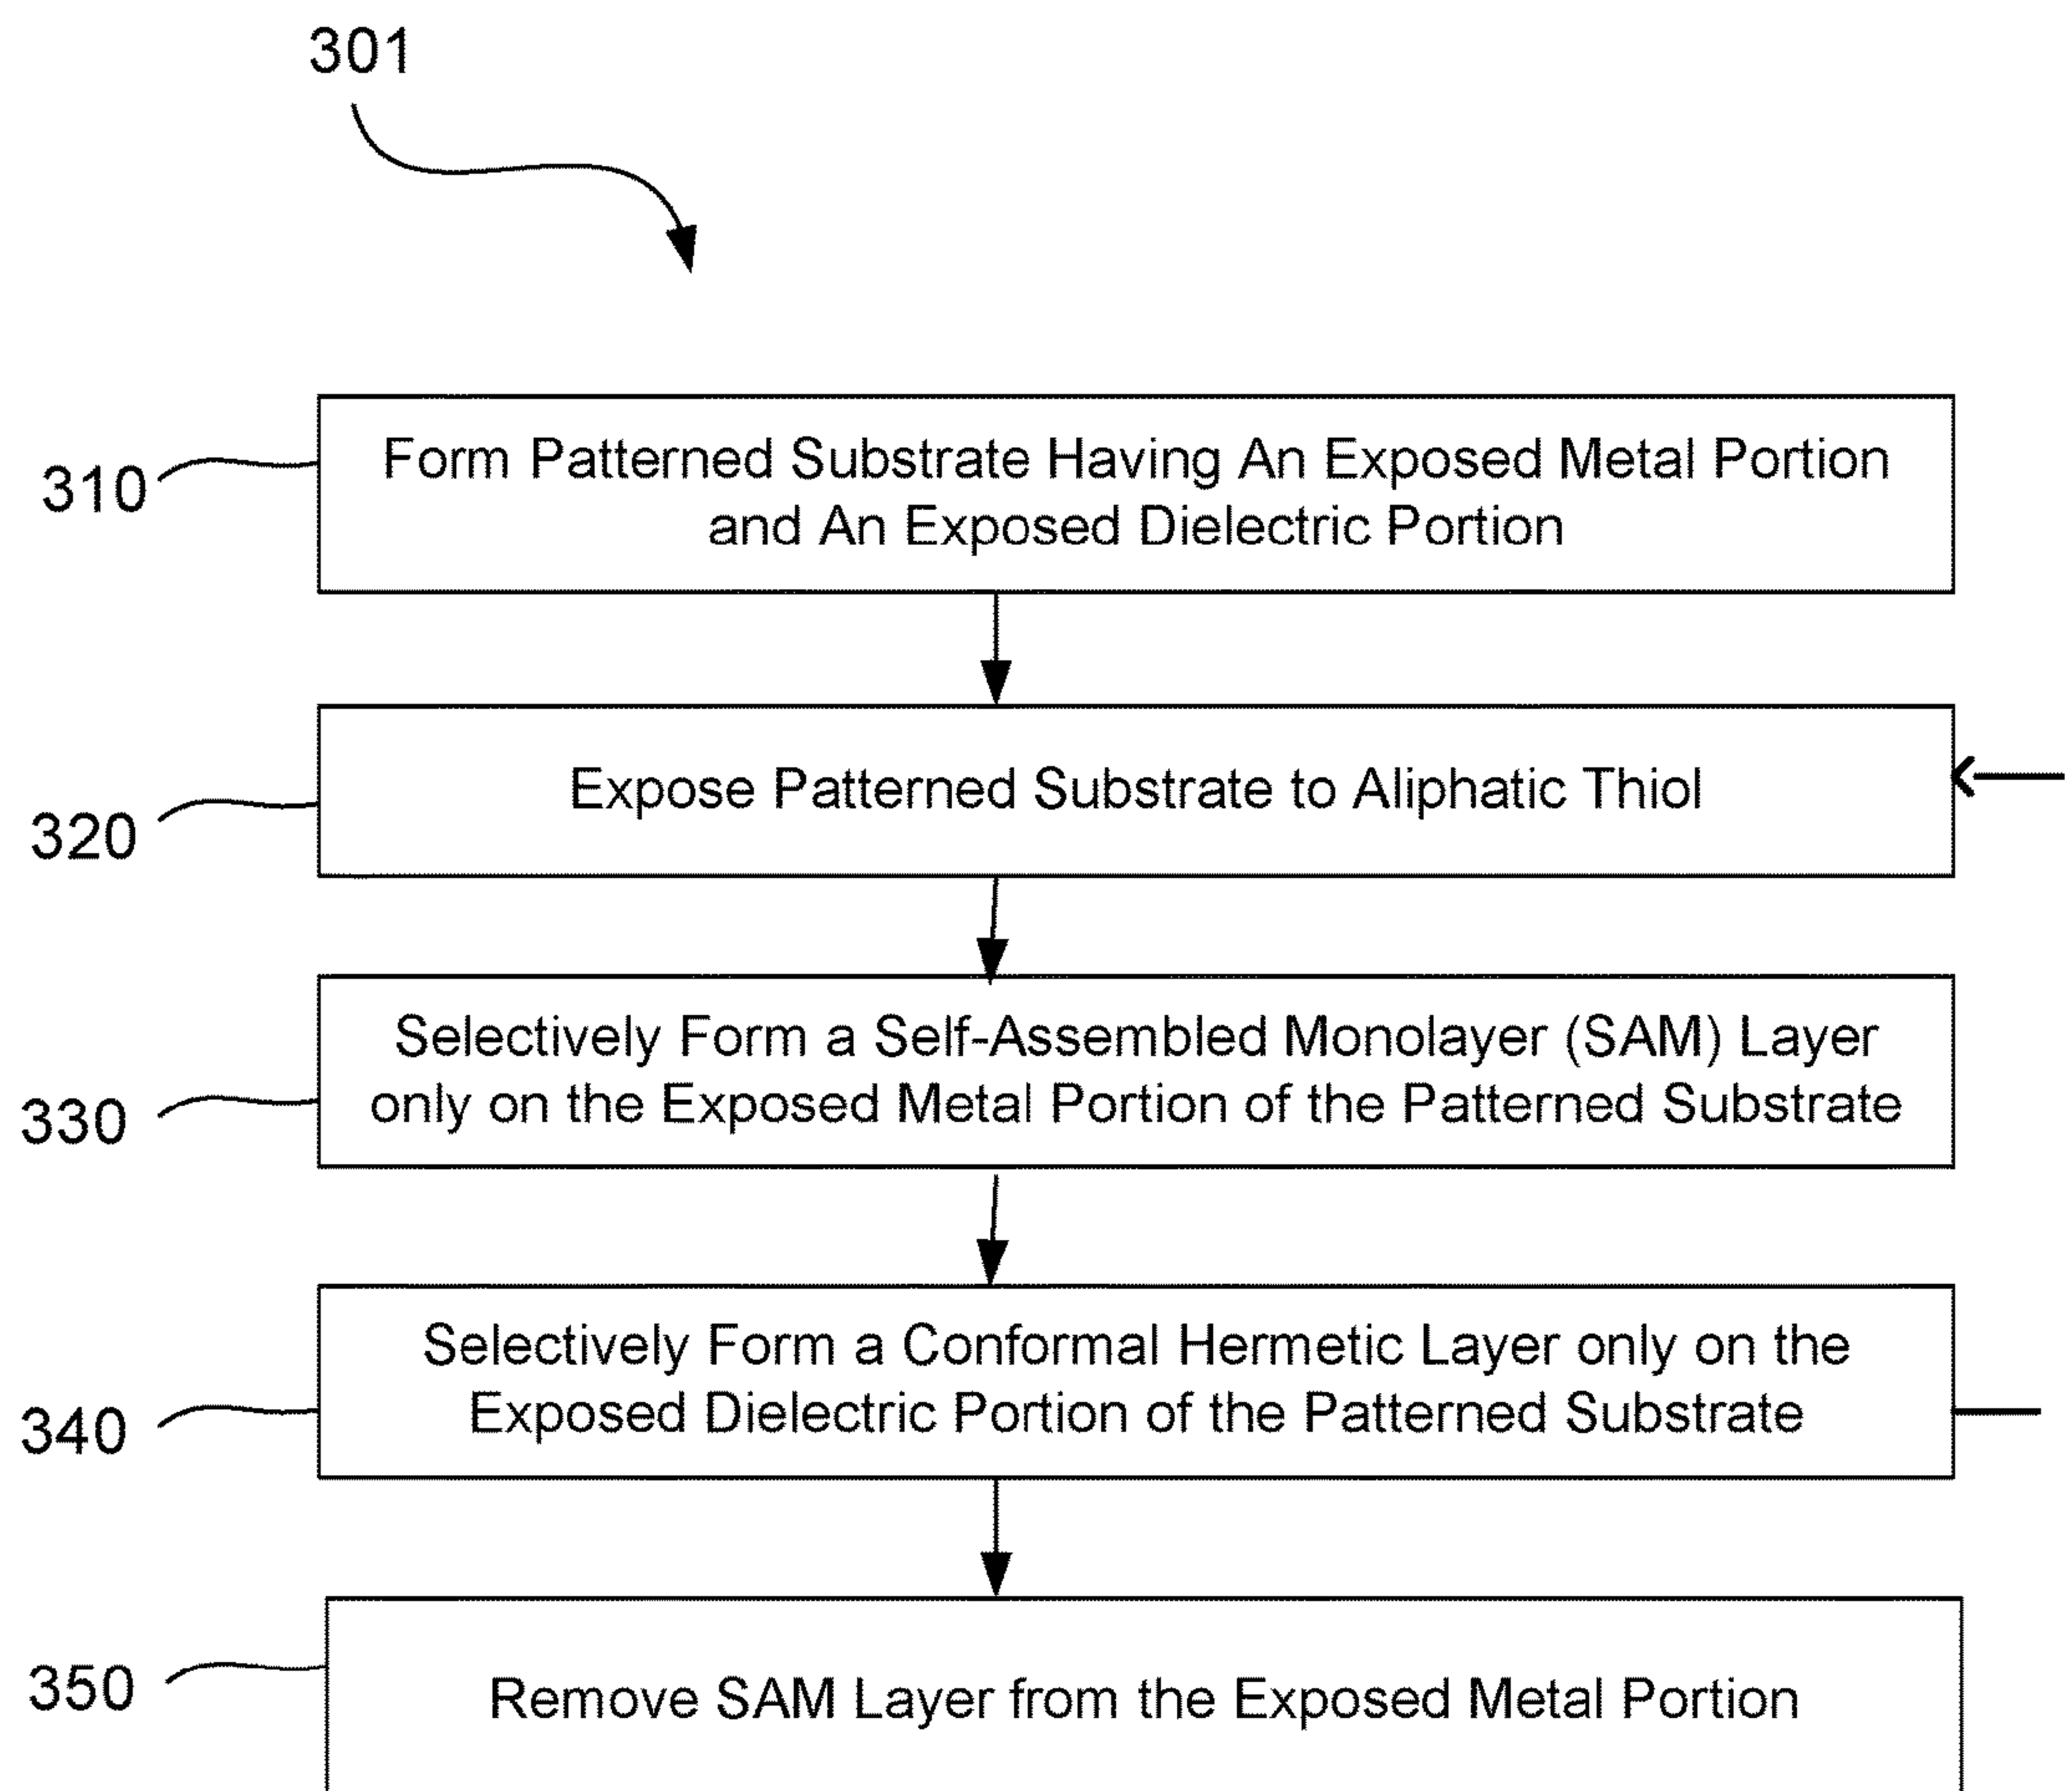 301
310
Form Patterned Substrate Having An Exposed Metal Portion
and An Exposed Dielectric Portion
320
Expose Patterned Substrate to Aliphatic Thiol
330
Selectively Form a Self-Assembled Monolayer (SAM) Layer
only on the Exposed Metal Portion of the Patterned Substrate
340
Selectively Form a Conformal Hermetic Layer only on the
Exposed Dielectric Portion of the Patterned Substrate
350
Remove SAM Layer from the Exposed Metal Portion